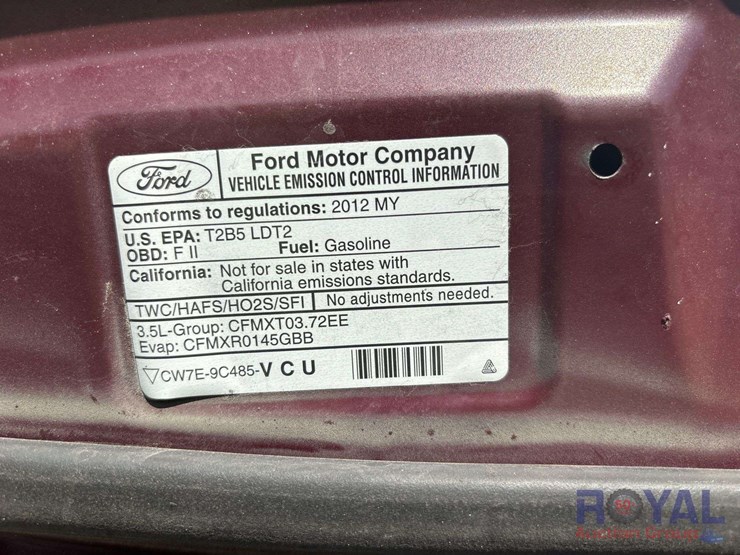 Ford
Ford Motor Company
VEHICLE EMISSION CONTROL INFORMATION
Conforms to regulations: 2012 MY
U.S. EPA: T2B5 LDT2
OBD: F II Fuel: Gasoline
California: Not for sale in states with
California emissions standards.
TWC/HAFS/HO2S/SFI No adjustments needed.
3.5L-Group: CFMXT03.72EE
Evap: CFMXR0145GBB
CW7E-9C485-V C U
ROYAL
Auction Group